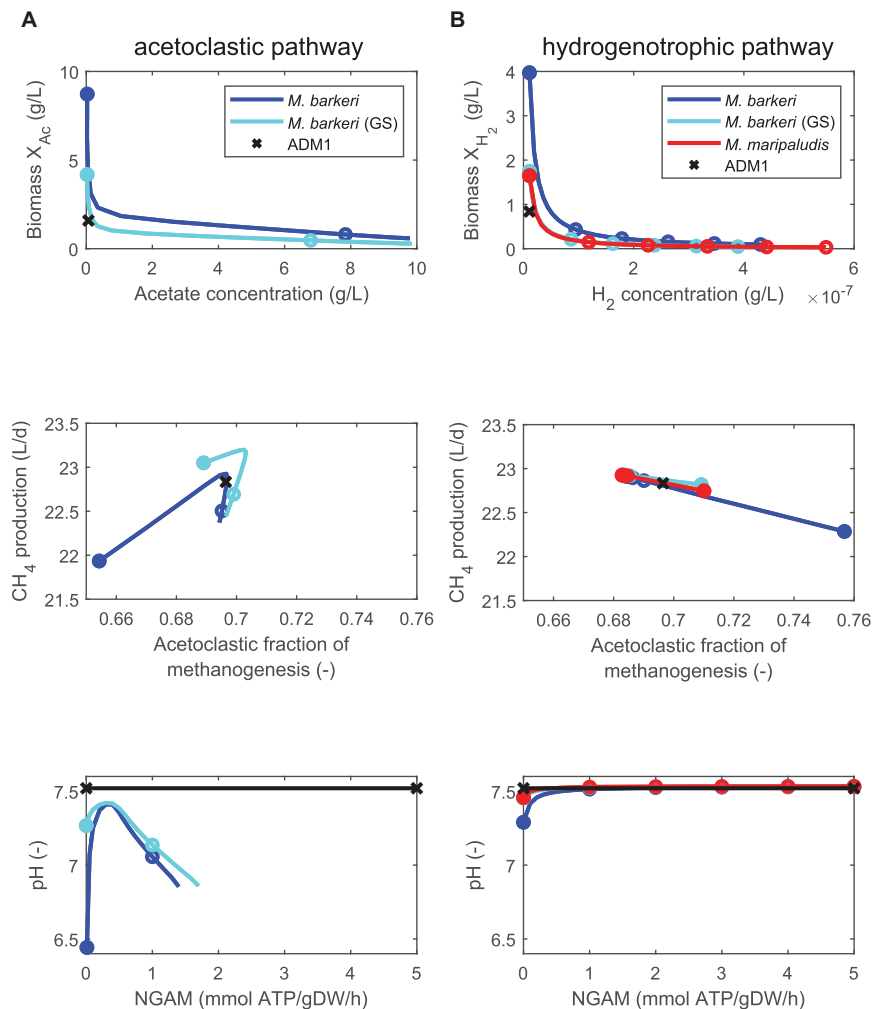 A
acetoclastic pathway
10
5
0
Biomass X_Ac (g/L)
M. barkeri
M. barkeri (GS)
ADM1
0 2 4 6 8 10
Acetate concentration (g/L)
B
hydrogenotrophic pathway
4
3
2
1
0
Biomass X_H2 (g/L)
M. barkeri
M. barkeri (GS)
M. maripaludis
ADM1
0 2 4 6
H2 concentration (g/L) ×10^-7
23.5
23
22.5
22
21.5
CH4 production (L/d)
0.66 0.68 0.7 0.72 0.74 0.76
Acetoclastic fraction of
methanogenesis (-)
23.5
23
22.5
22
21.5
CH4 production (L/d)
0.66 0.68 0.7 0.72 0.74 0.76
Acetoclastic fraction of
methanogenesis (-)
7.5
7
6.5
pH (-)
0 1 2 3 4 5
NGAM (mmol ATP/gDW/h)
7.5
7
6.5
pH (-)
0 1 2 3 4 5
NGAM (mmol ATP/gDW/h)